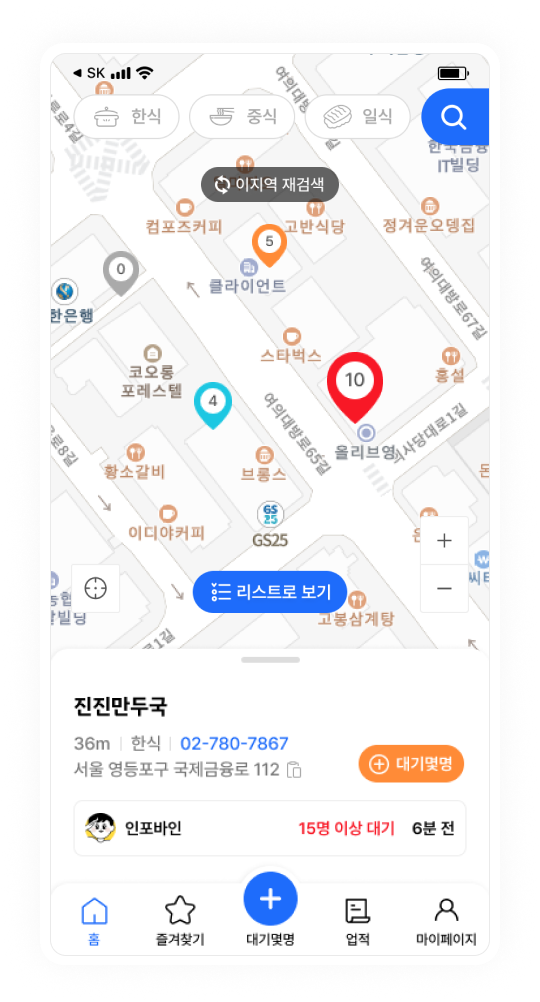 SK
한식
중식
일식
여의대방
IT빌딩
이지역 재검색
컴포즈커피
고반식당
정겨운오뎅집
5
0
클라이언트
여의대방로67길
한은행
스타벅스
코오롱
포레스텔
10
홍설
4
여의대방로65길
사당대로1길
올리브영
로8길
황소갈비
브롱스
이디야커피
GS
25
GS25
씨티
리스트로 보기
고봉삼계탕
진진만두국
36m
한식
02-780-7867
서울 영등포구 국제금융로 112
대기몇명
인포바인
15명 이상 대기
6분 전
홈
즐겨찾기
대기몇명
업적
마이페이지